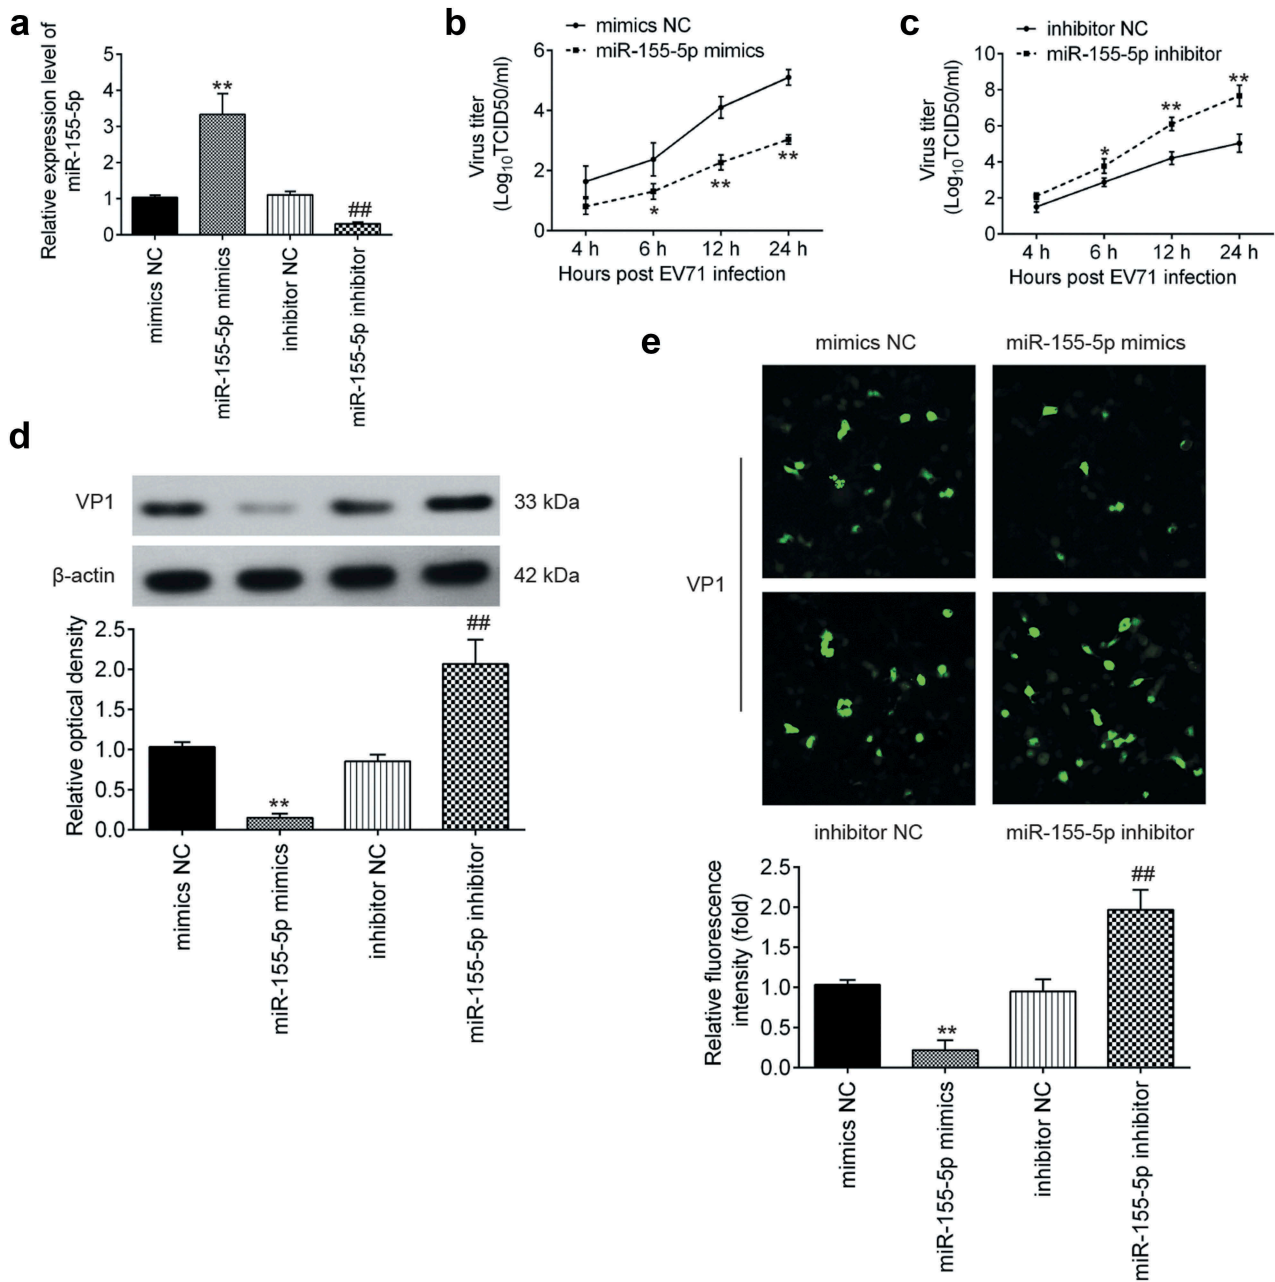 a
Relative expression level of
miR-155-5p
5
4
3
2
1
0
**
##
mimics NC
miR-155-5p mimics
inhibitor NC
miR-155-5p inhibitor
b
mimics NC
miR-155-5p mimics
Virus titer
(Log10TCID50/ml)
6
4
2
0
*
**
**
4 h 6 h 12 h 24 h
Hours post EV71 infection
c
inhibitor NC
miR-155-5p inhibitor
Virus titer
(Log10TCID50/ml)
10
8
6
4
2
0
*
**
**
4 h 6 h 12 h 24 h
Hours post EV71 infection
d
VP1
33 kDa
β-actin
42 kDa
Relative optical density
2.5
2.0
1.5
1.0
0.5
0.0
**
##
mimics NC
miR-155-5p mimics
inhibitor NC
miR-155-5p inhibitor
e
mimics NC
miR-155-5p mimics
VP1
inhibitor NC
miR-155-5p inhibitor
Relative fluorescence
intensity (fold)
2.5
2.0
1.5
1.0
0.5
0.0
**
##
mimics NC
miR-155-5p mimics
inhibitor NC
miR-155-5p inhibitor